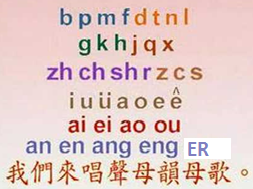 b p m f d t n l
g k h j q x
zh ch sh r z c s
i u ü a o e ê
ai ei ao ou
an en ang eng ER
我們來唱聲母韻母歌。